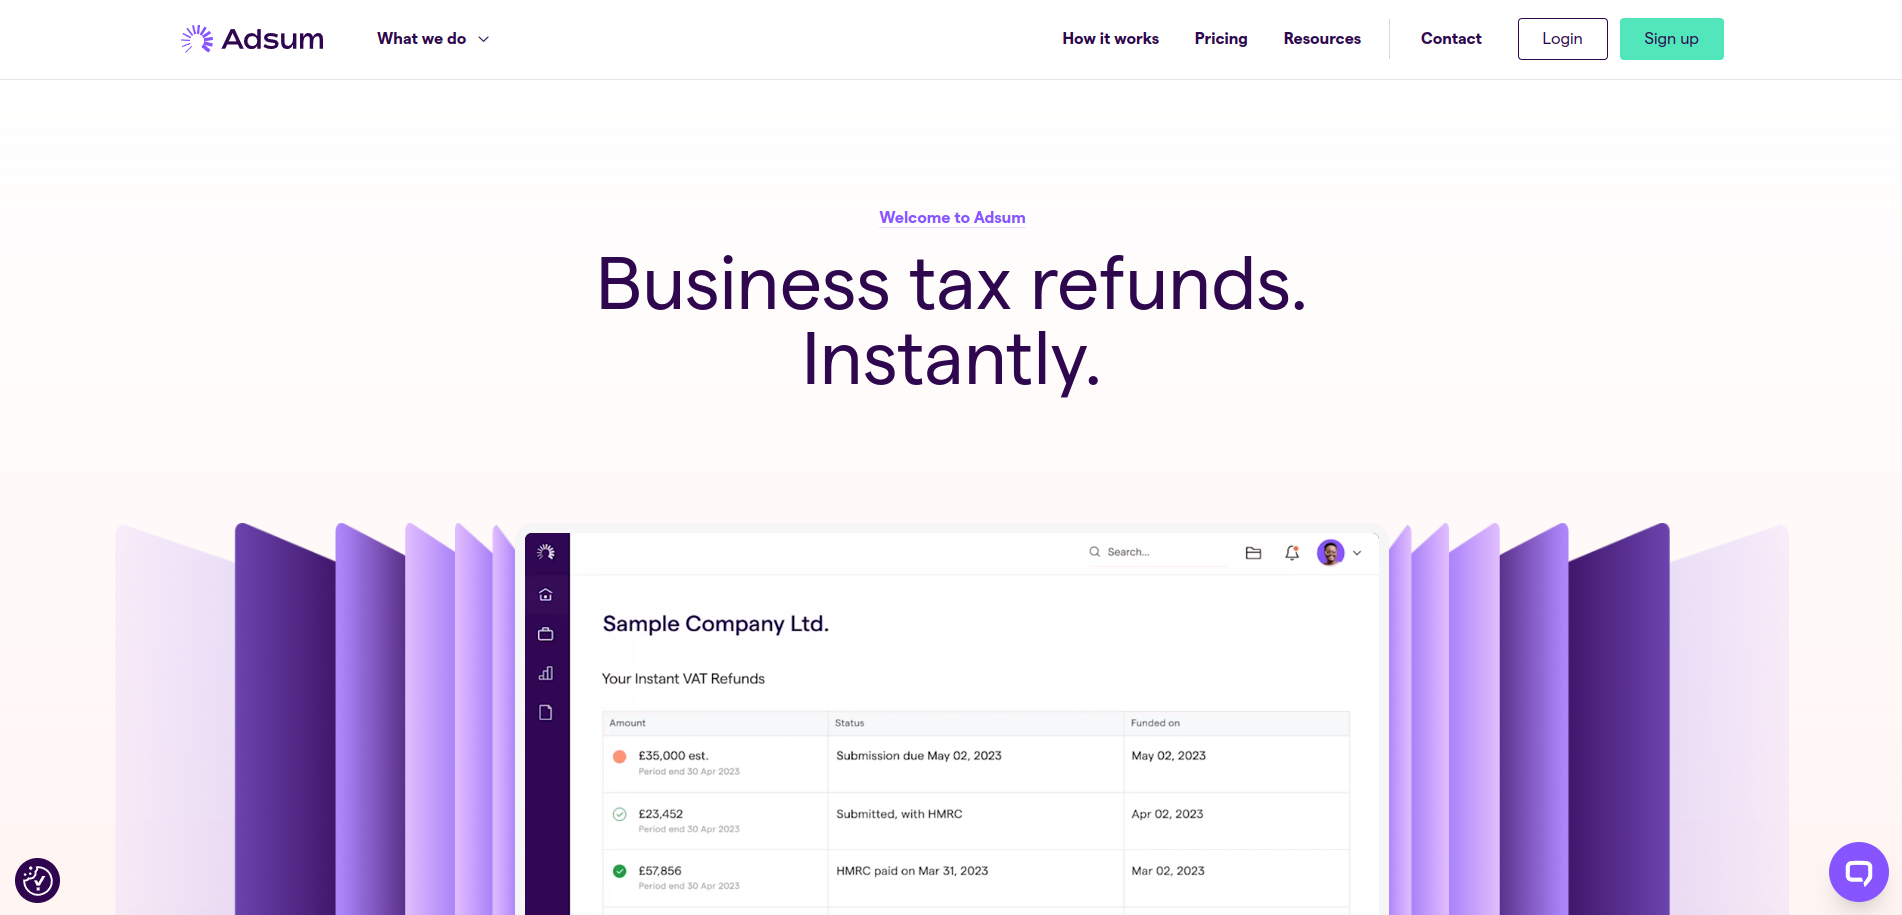 Adsum
What we do
How it works
Pricing
Resources
Contact
Login
Sign up
Welcome to Adsum
Business tax refunds.
Instantly.
Search...
Sample Company Ltd.
Your Instant VAT Refunds
Amount
Status
Funded on
£35,000 est.
Period end 30 Apr 2023
Submission due May 02, 2023
May 02, 2023
£23,452
Period end 30 Apr 2023
Submitted, with HMRC
Apr 02, 2023
£57,856
Period end 30 Apr 2023
HMRC paid on Mar 31, 2023
Mar 02, 2023